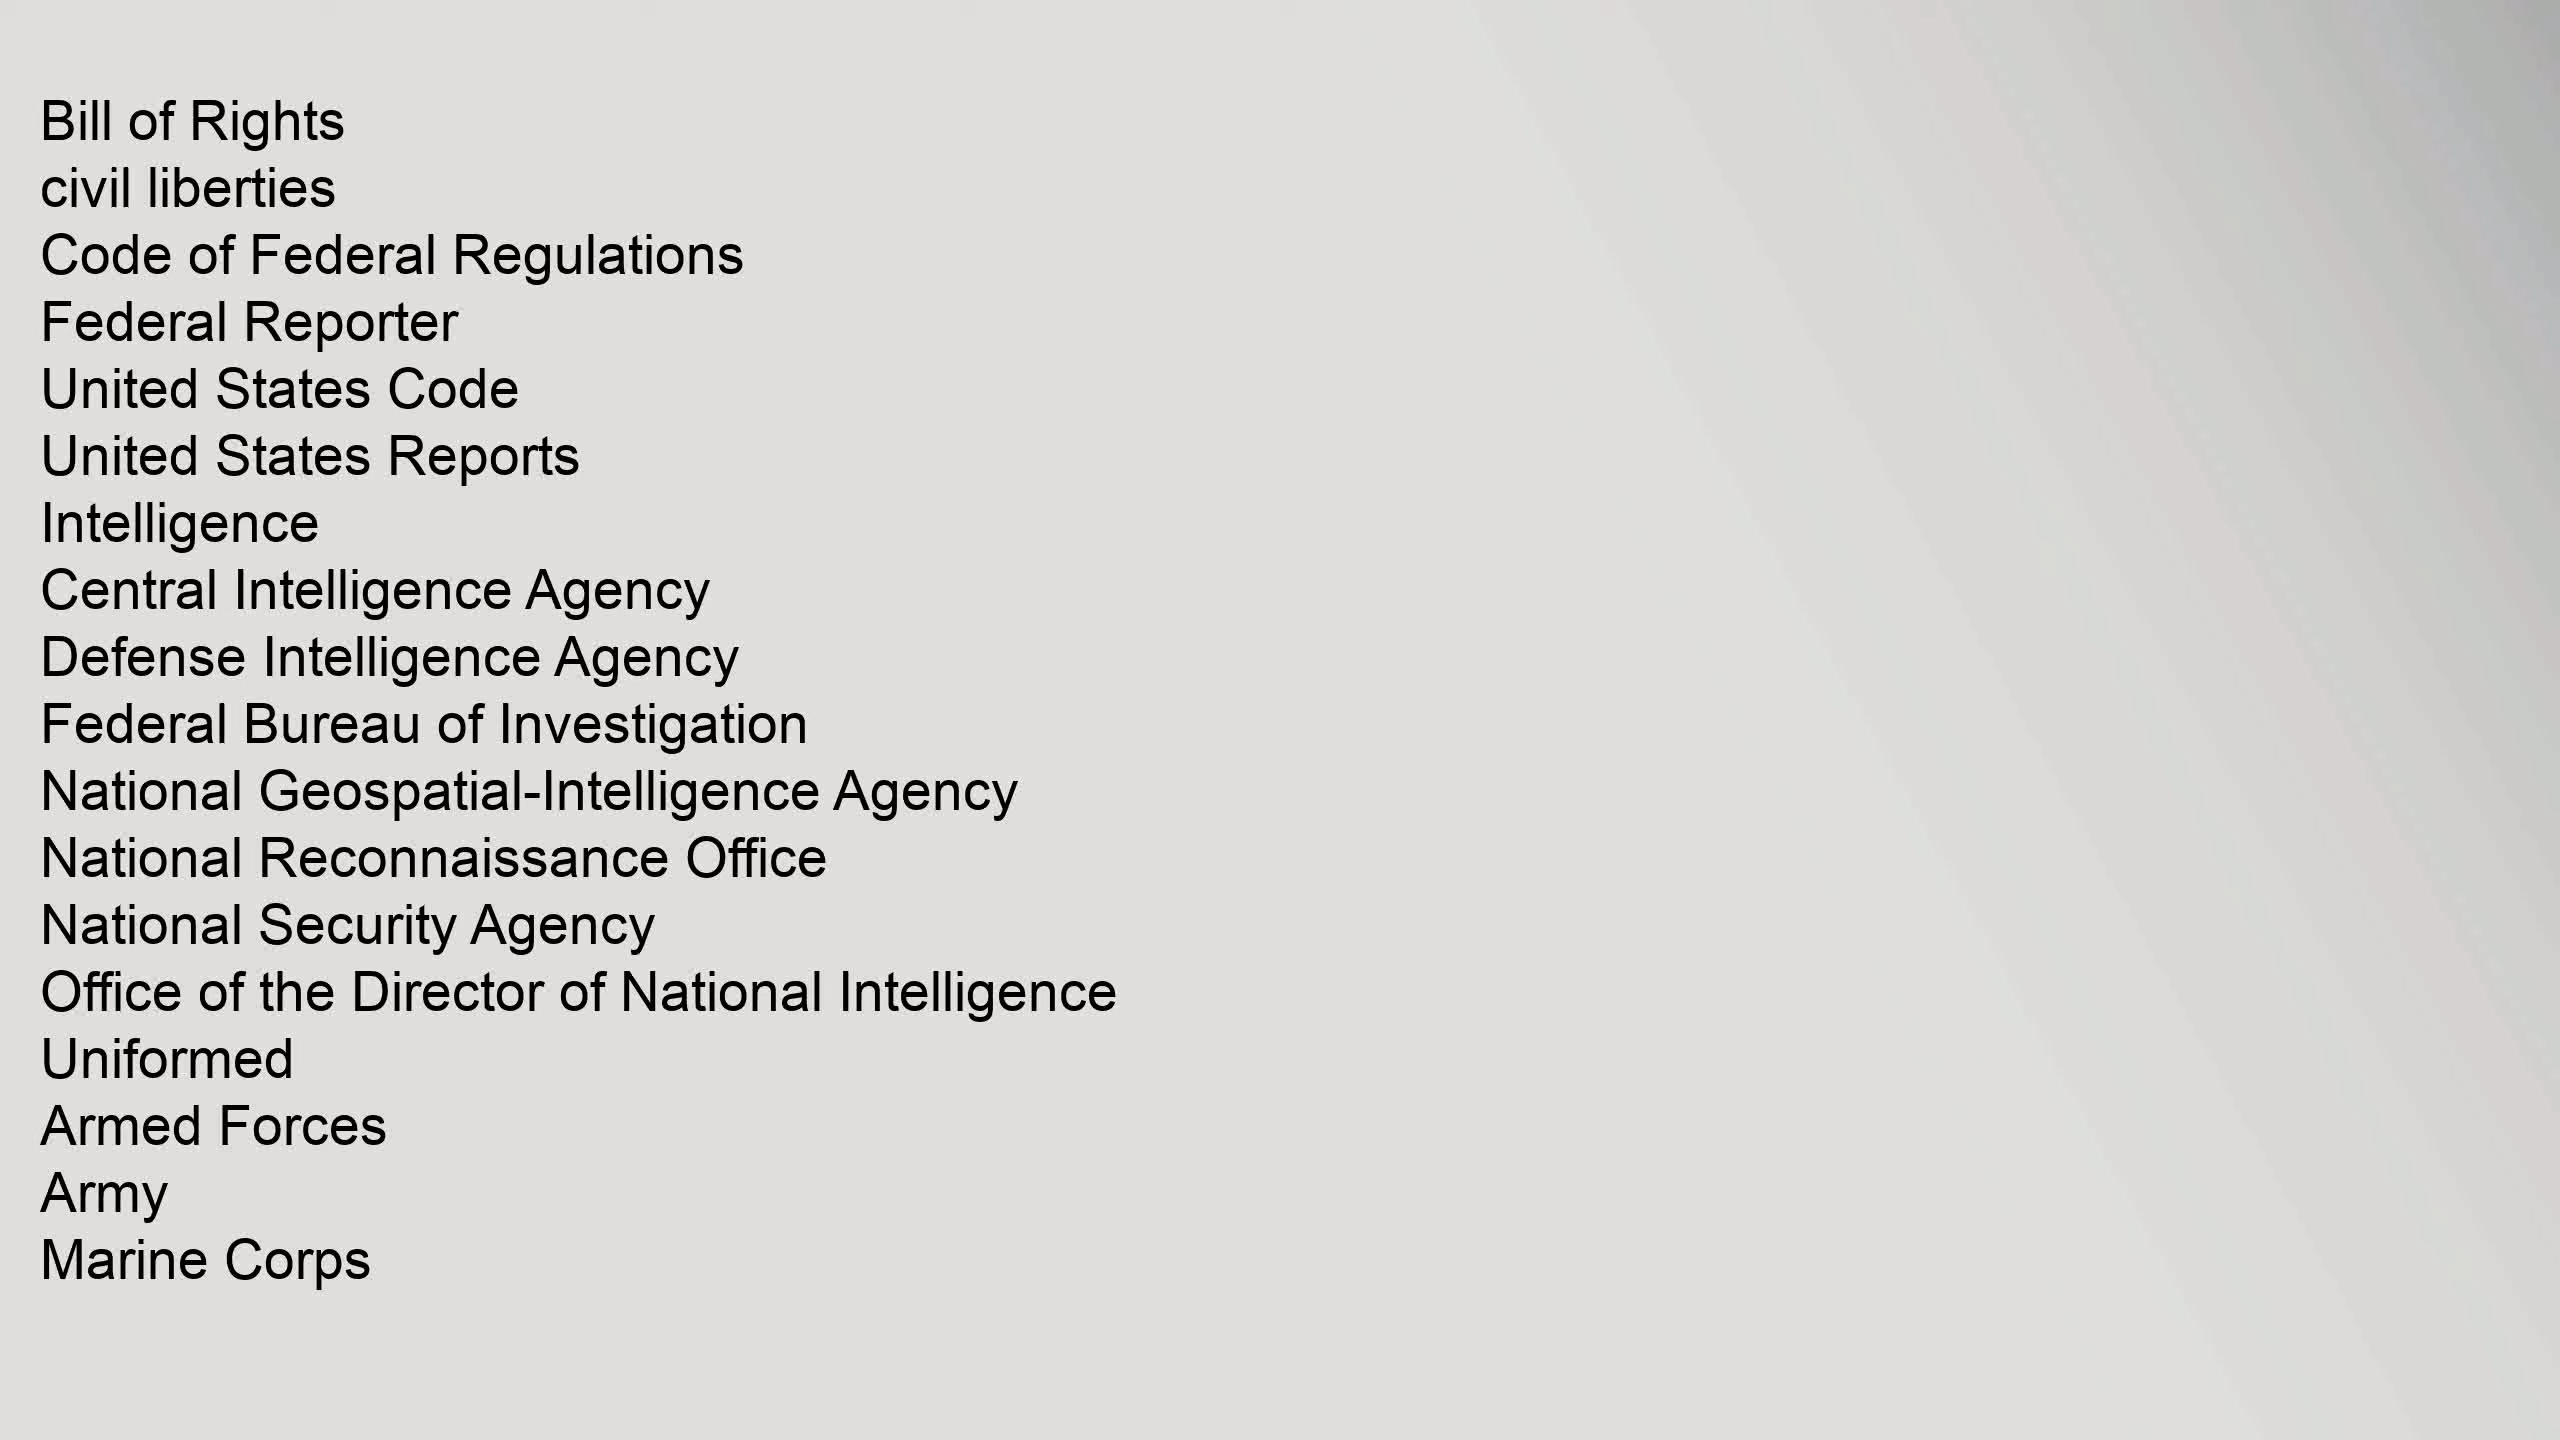 Bill of Rights
civil liberties
Code of Federal Regulations
Federal Reporter
United States Code
United States Reports
Intelligence
Central Intelligence Agency
Defense Intelligence Agency
Federal Bureau of Investigation
National Geospatial-Intelligence Agency
National Reconnaissance Office
National Security Agency
Office of the Director of National Intelligence
Uniformed
Armed Forces
Army
Marine Corps